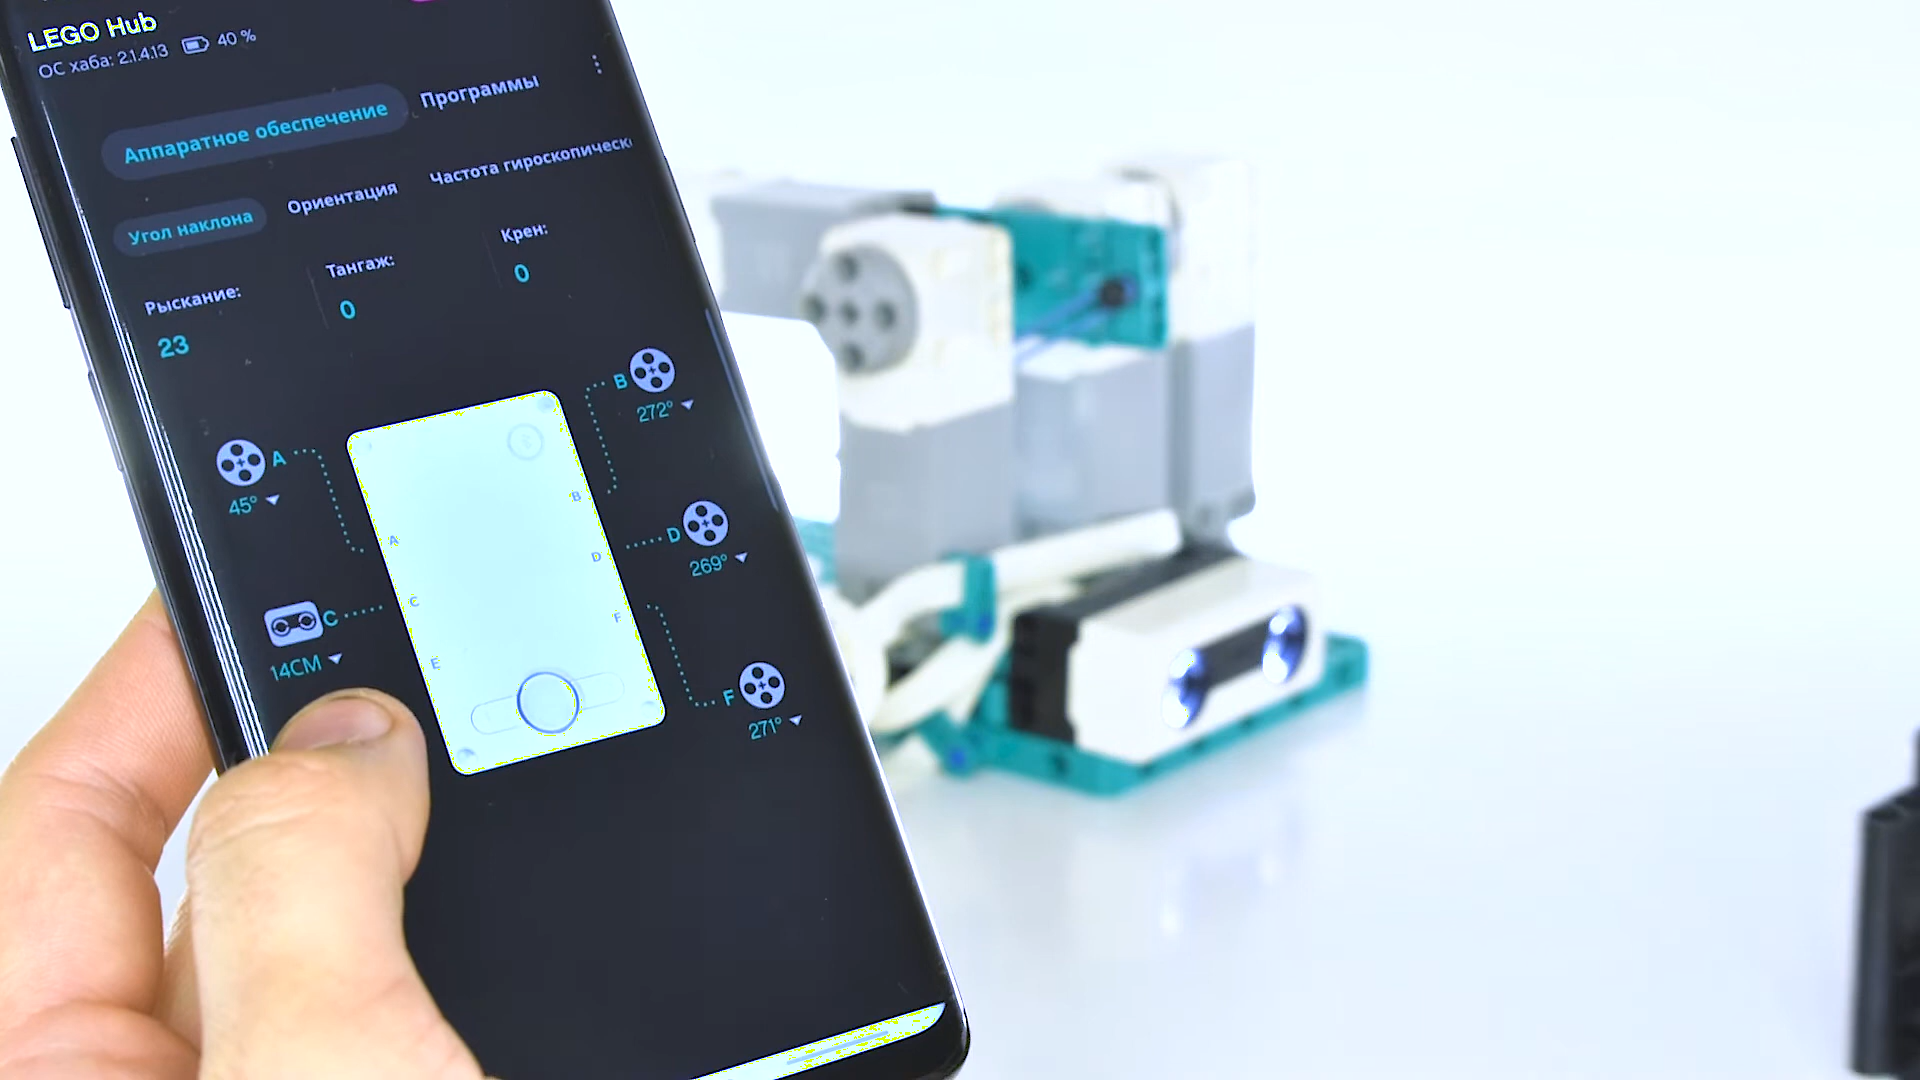 LEGO Hub
ОС хаба: 2.1.4.13 40 %
Аппаратное обеспечение Программы
Угол наклона Ориентация Частота гироскопическ
Рыскание: Тангаж: Крен:
23 0 0
B
272°
A
45°
B
A
D
D
269°
C
C
14CM
F
E
F
271°